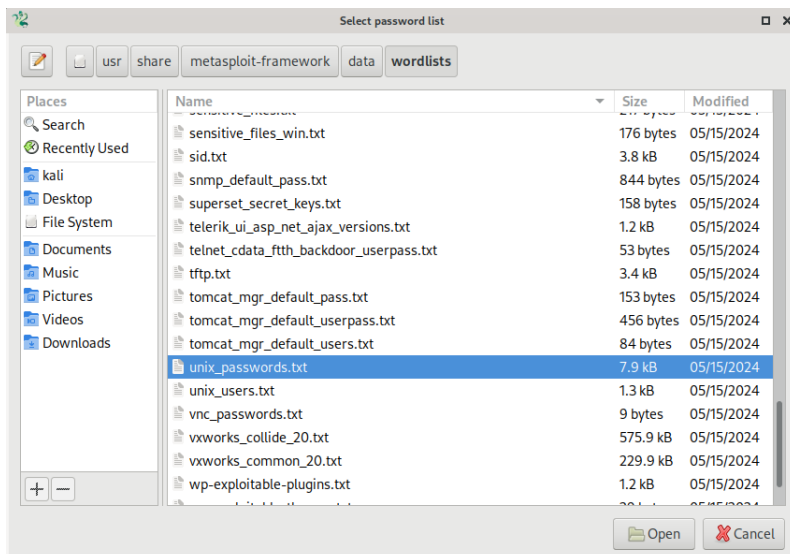 Select password list
usr share metasploit-framework data wordlists
Places
Search
Recently Used
kali
Desktop
File System
Documents
Music
Pictures
Videos
Downloads
Name Size Modified
sensitive_files_win.txt 176 bytes 05/15/2024
sid.txt 3.8 kB 05/15/2024
snmp_default_pass.txt 844 bytes 05/15/2024
superset_secret_keys.txt 158 bytes 05/15/2024
telerik_ui_asp_net_ajax_versions.txt 1.2 kB 05/15/2024
telnet_cdata_ftth_backdoor_userpass.txt 53 bytes 05/15/2024
tftp.txt 3.4 kB 05/15/2024
tomcat_mgr_default_pass.txt 153 bytes 05/15/2024
tomcat_mgr_default_userpass.txt 456 bytes 05/15/2024
tomcat_mgr_default_users.txt 84 bytes 05/15/2024
unix_passwords.txt 7.9 kB 05/15/2024
unix_users.txt 1.3 kB 05/15/2024
vnc_passwords.txt 9 bytes 05/15/2024
vxworks_collide_20.txt 575.9 kB 05/15/2024
vxworks_common_20.txt 229.9 kB 05/15/2024
wp-exploitable-plugins.txt 1.2 kB 05/15/2024
Open Cancel